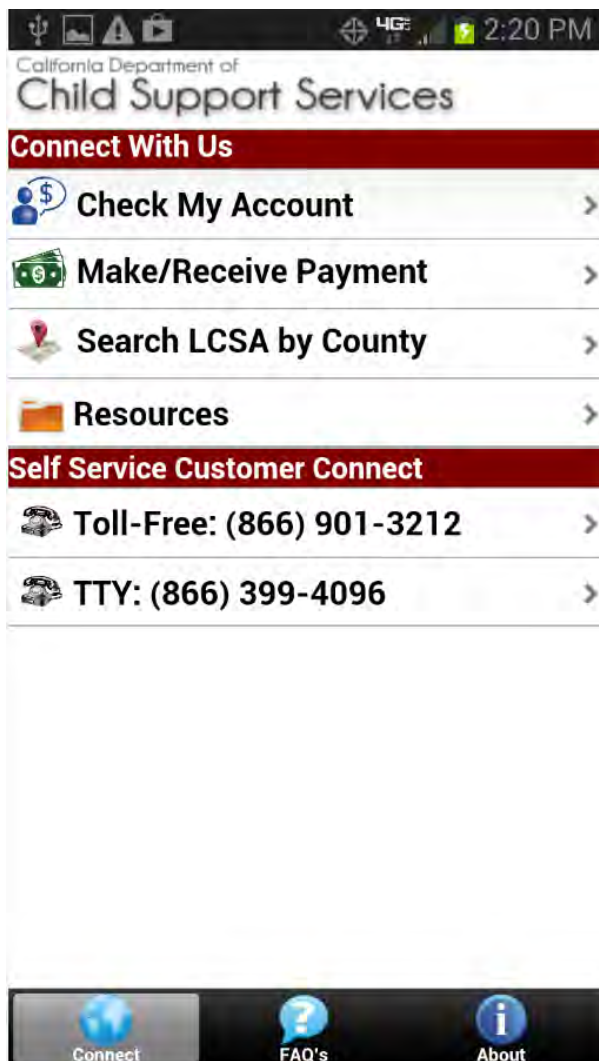 4G 2:20 PM
California Department of
Child Support Services
Connect With Us
$ Check My Account
Make/Receive Payment
Search LCSA by County
Resources
Self Service Customer Connect
Toll-Free: (866) 901-3212
TTY: (866) 399-4096
Connect FAQ's About